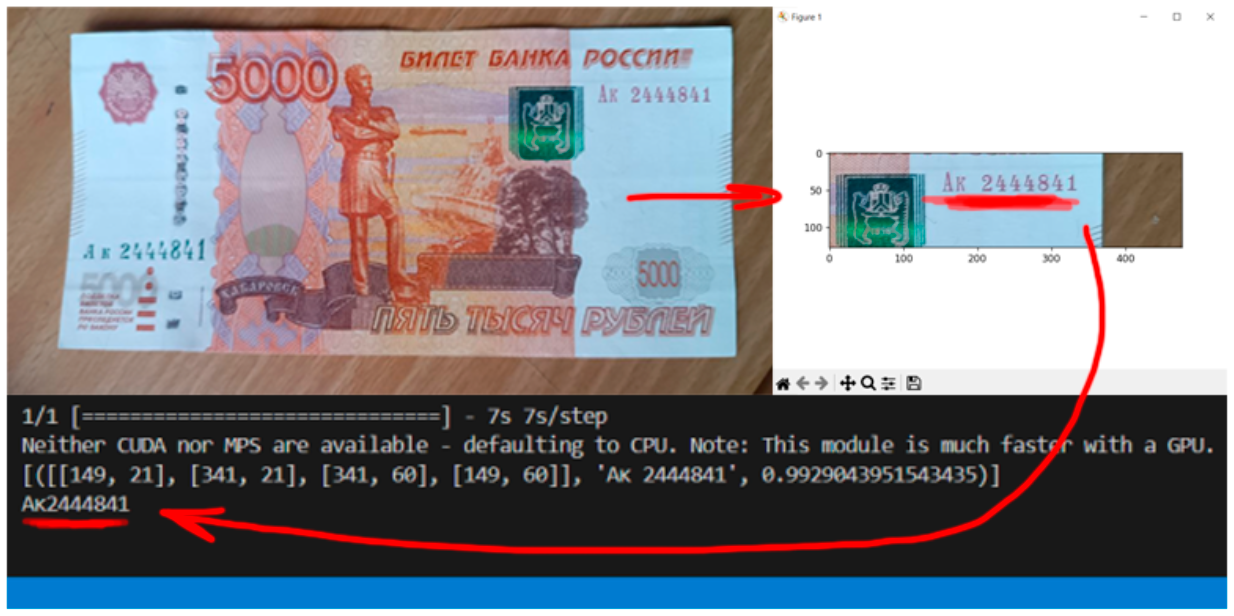 5000
БИЛЕТ БАНКА РОССИИ
Ак 2444841
Ак 2444841
5000
ХАБАРОВСК
5000
ПЯТЬ ТЫСЯЧ РУБЛЕЙ
Figure 1
0
50
100
Ак 2444841
0
100
200
300
400
1/1 [==============================] - 7s 7s/step
Neither CUDA nor MPS are available - defaulting to CPU. Note: This module is much faster with a GPU.
[([[149, 21], [341, 21], [341, 60], [149, 60]], 'Ак 2444841', 0.9929043951543435)]
Ак2444841